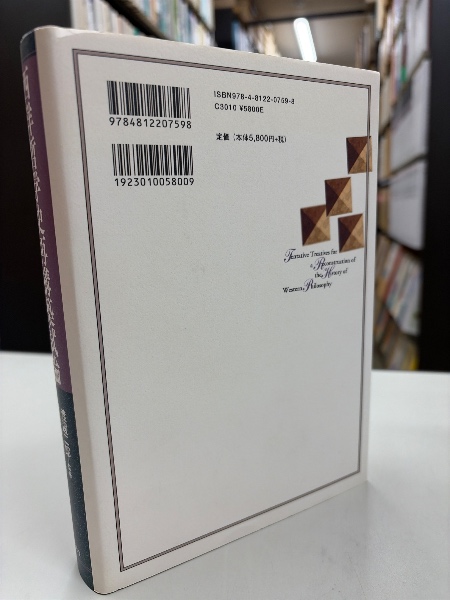 ISBN978-4-8122-0759-8
C3010 ¥5800E
9784812207598
定価(本体5,800円+税)
1923010058009
Tentative Treatises for
a Reconstruction of
the History of
Western Philosophy